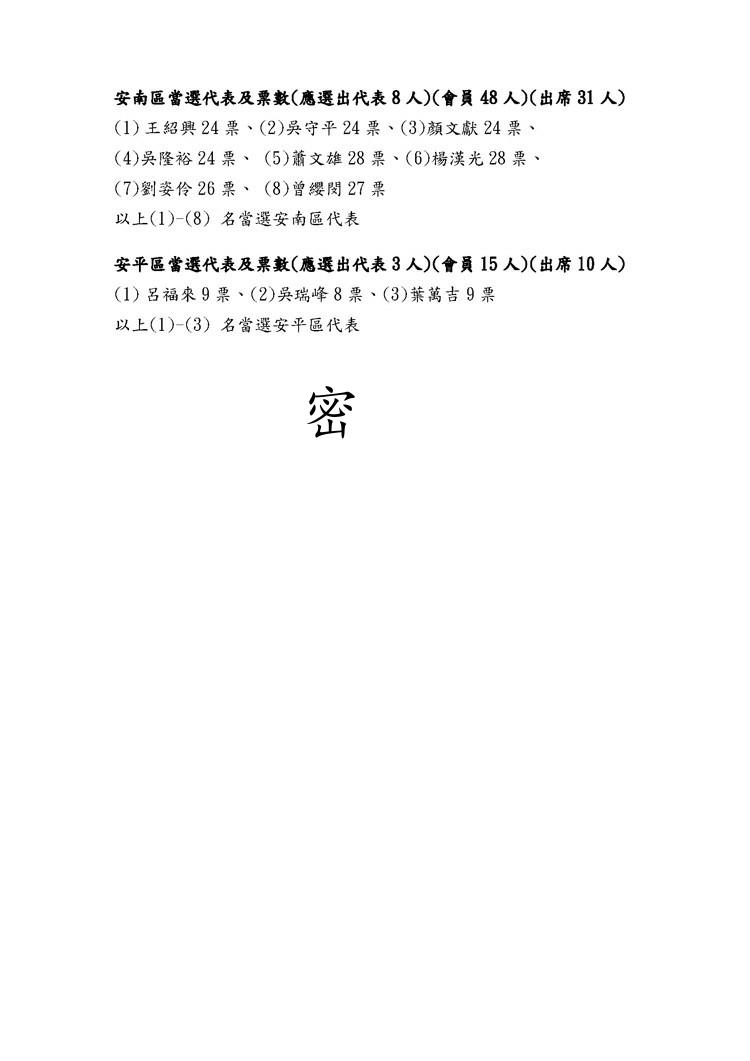 安南區當選代表及票數(應選出代表 8 人)(會員 48 人)(出席 31 人)
(1) 王紹興 24 票、(2)吳守平 24 票、(3)顏文獻 24 票、
(4)吳隆裕 24 票、 (5)蕭文雄 28 票、(6)楊漢光 28 票、
(7)劉姿伶 26 票、 (8)曾纓閔 27 票
以上(1)-(8) 名當選安南區代表
安平區當選代表及票數(應選出代表 3 人)(會員 15 人)(出席 10 人)
(1) 呂福來 9 票、(2)吳瑞峰 8 票、(3)葉萬吉 9 票
以上(1)-(3) 名當選安平區代表
密